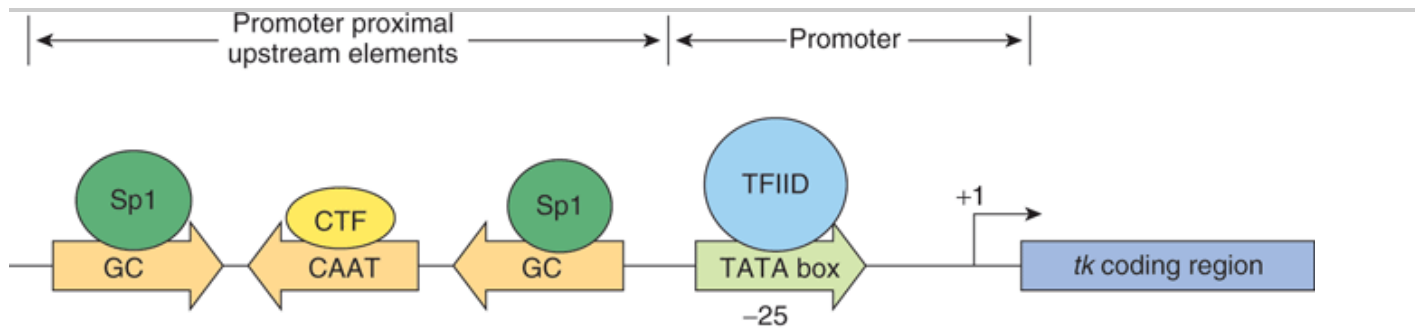 Promoter proximal
upstream elements
Promoter
Sp1
CTF
Sp1
TFIID
+1
GC
CAAT
GC
TATA box
tk coding region
−25